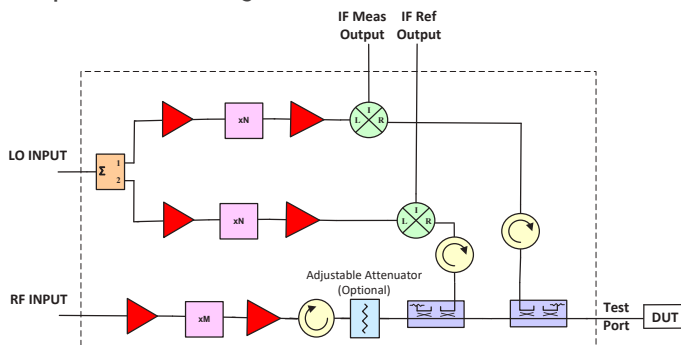 IF Meas
Output
IF Ref
Output
xN
L I R
LO INPUT
Σ 1
2
xN
L I R
Adjustable Attenuator
(Optional)
RF INPUT
xM
Test
Port
DUT